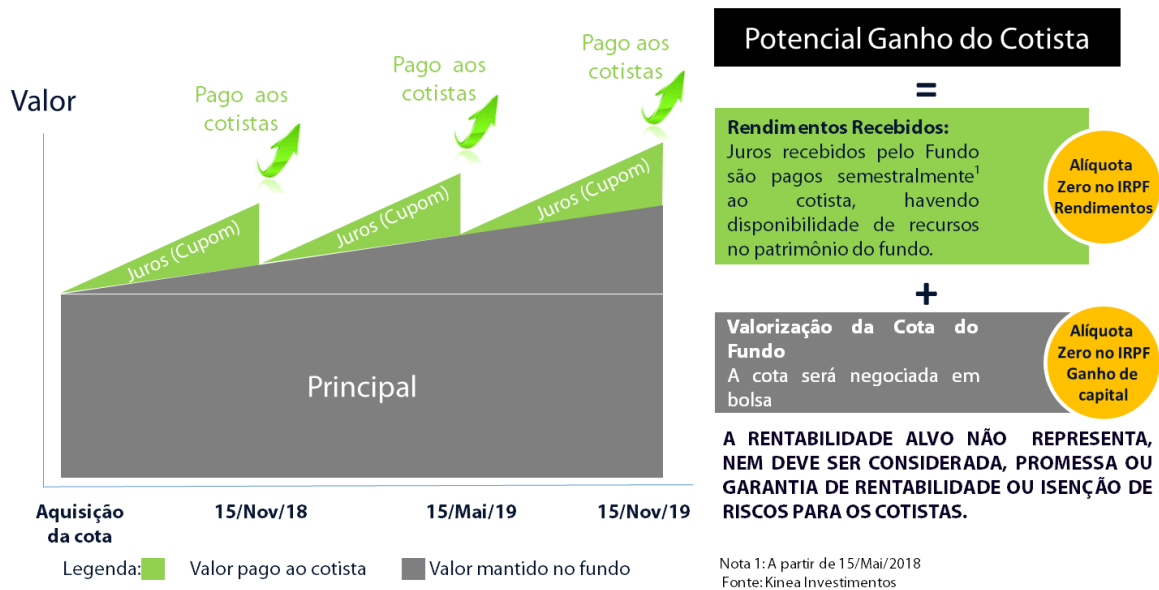 Valor
Pago aos
cotistas
Pago aos
cotistas
Pago aos
cotistas
Juros (Cupom)
Juros (Cupom)
Juros (Cupom)
Principal
Aquisição
da cota
15/Nov/18
15/Mai/19
15/Nov/19
Legenda:
Valor pago ao cotista
Valor mantido no fundo
Potencial Ganho do Cotista
=
Rendimentos Recebidos:
Juros recebidos pelo Fundo
são pagos semestralmente¹
ao cotista, havendo
disponibilidade de recursos
no patrimônio do fundo.
Alíquota
Zero no IRPF
Rendimentos
+
Valorização da Cota do
Fundo
A cota será negociada em
bolsa
Alíquota
Zero no IRPF
Ganho de
capital
A RENTABILIDADE ALVO NÃO REPRESENTA,
NEM DEVE SER CONSIDERADA, PROMESSA OU
GARANTIA DE RENTABILIDADE OU ISENÇÃO DE
RISCOS PARA OS COTISTAS.
Nota 1: A partir de 15/Mai/2018
Fonte: Kinea Investimentos